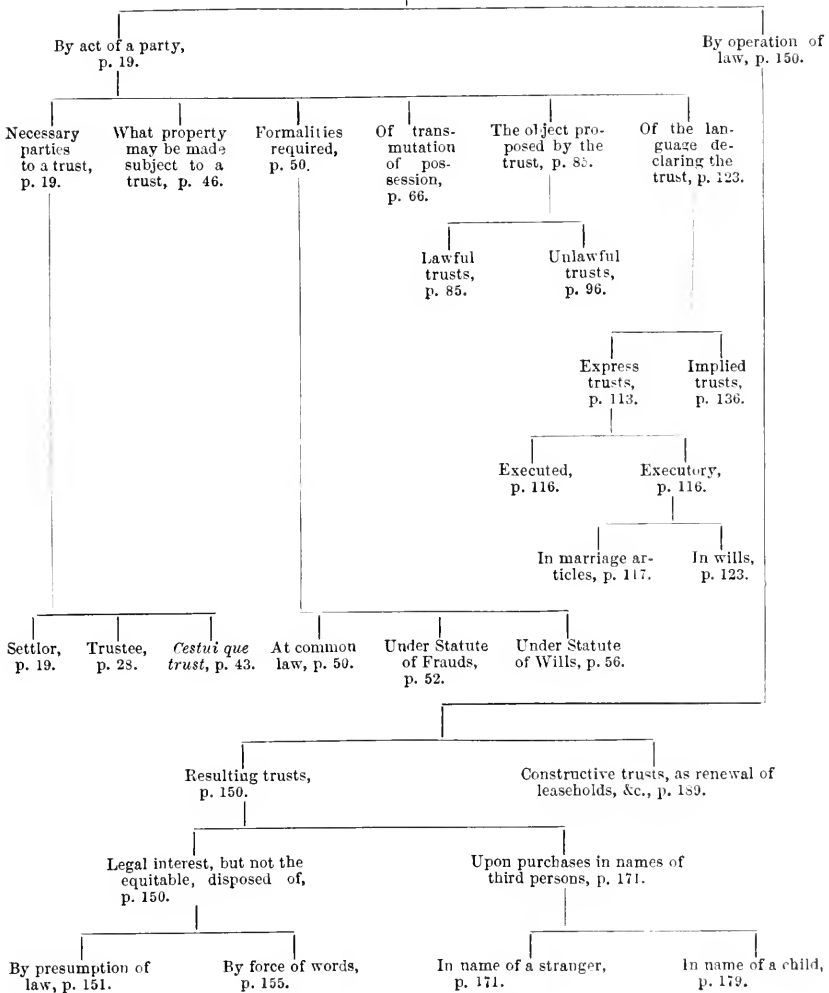 By act of a party,
p. 19.
By operation of
law, p. 150.
Necessary
parties
to a trust,
p. 19.
What property
may be made
subject to a
trust, p. 46.
Formalities
required,
p. 50.
Of trans-
mutation
of pos-
session,
p. 66.
The object pro-
posed by the
trust, p. 85.
Of the lan-
guage de-
claring the
trust, p. 123.
Lawful
trusts,
p. 85.
Unlawful
trusts,
p. 96.
Express
trusts,
p. 113.
Implied
trusts,
p. 136.
Executed,
p. 116.
Executory,
p. 116.
In marriage ar-
ticles, p. 117.
In wills,
p. 123.
Settlor,
p. 19.
Trustee,
p. 28.
Cestui que
trust, p. 43.
At common
law, p. 50.
Under Statute
of Frauds,
p. 52.
Under Statute
of Wills, p. 56.
Resulting trusts,
p. 150.
Constructive trusts, as renewal of
leaseholds, &c., p. 189.
Legal interest, but not the
equitable, disposed of,
p. 150.
Upon purchases in names of
third persons, p. 171.
By presumption of
law, p. 151.
By force of words,
p. 155.
In name of a stranger,
p. 171.
In name of a child,
p. 179.